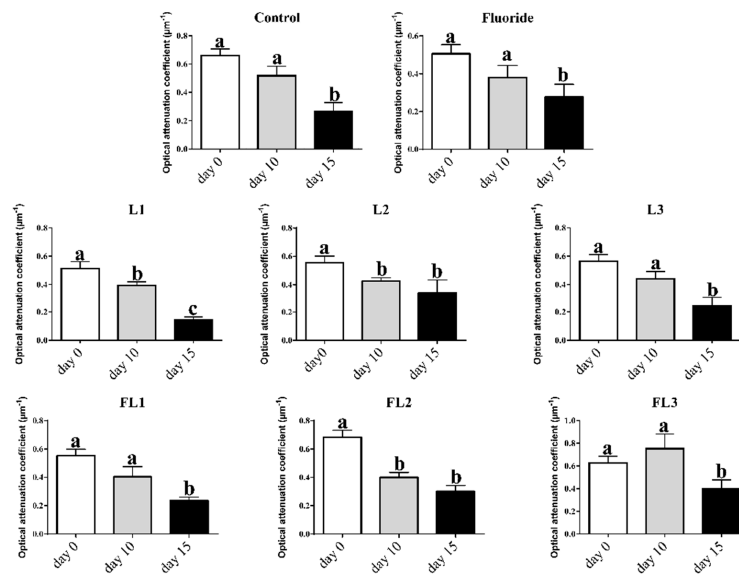 Control
Optical attenuation coefficient (μm⁻¹)
0.8
0.6
0.4
0.2
0.0
a
a
b
day 0
day 10
day 15
Fluoride
Optical attenuation coefficient (μm⁻¹)
0.6
0.4
0.2
0.0
a
a
b
day 0
day 10
day 15
L1
Optical attenuation coefficient (μm⁻¹)
0.8
0.6
0.4
0.2
0.0
a
b
c
day 0
day 10
day 15
L2
Optical attenuation coefficient (μm⁻¹)
0.8
0.6
0.4
0.2
0.0
a
b
b
day0
day 10
day 15
L3
Optical attenuation coefficient (μm⁻¹)
0.8
0.6
0.4
0.2
0.0
a
a
b
day 0
day 10
day 15
FL1
Optical attenuation coefficient (μm⁻¹)
0.8
0.6
0.4
0.2
0.0
a
a
b
day 0
day 10
day 15
FL2
Optical attenuation coefficient (μm⁻¹)
0.8
0.6
0.4
0.2
0.0
a
b
b
day 0
day 10
day 15
FL3
Optical attenuation coefficient (μm⁻¹)
1.0
0.8
0.6
0.4
0.2
0.0
a
a
b
day 0
day 10
day 15